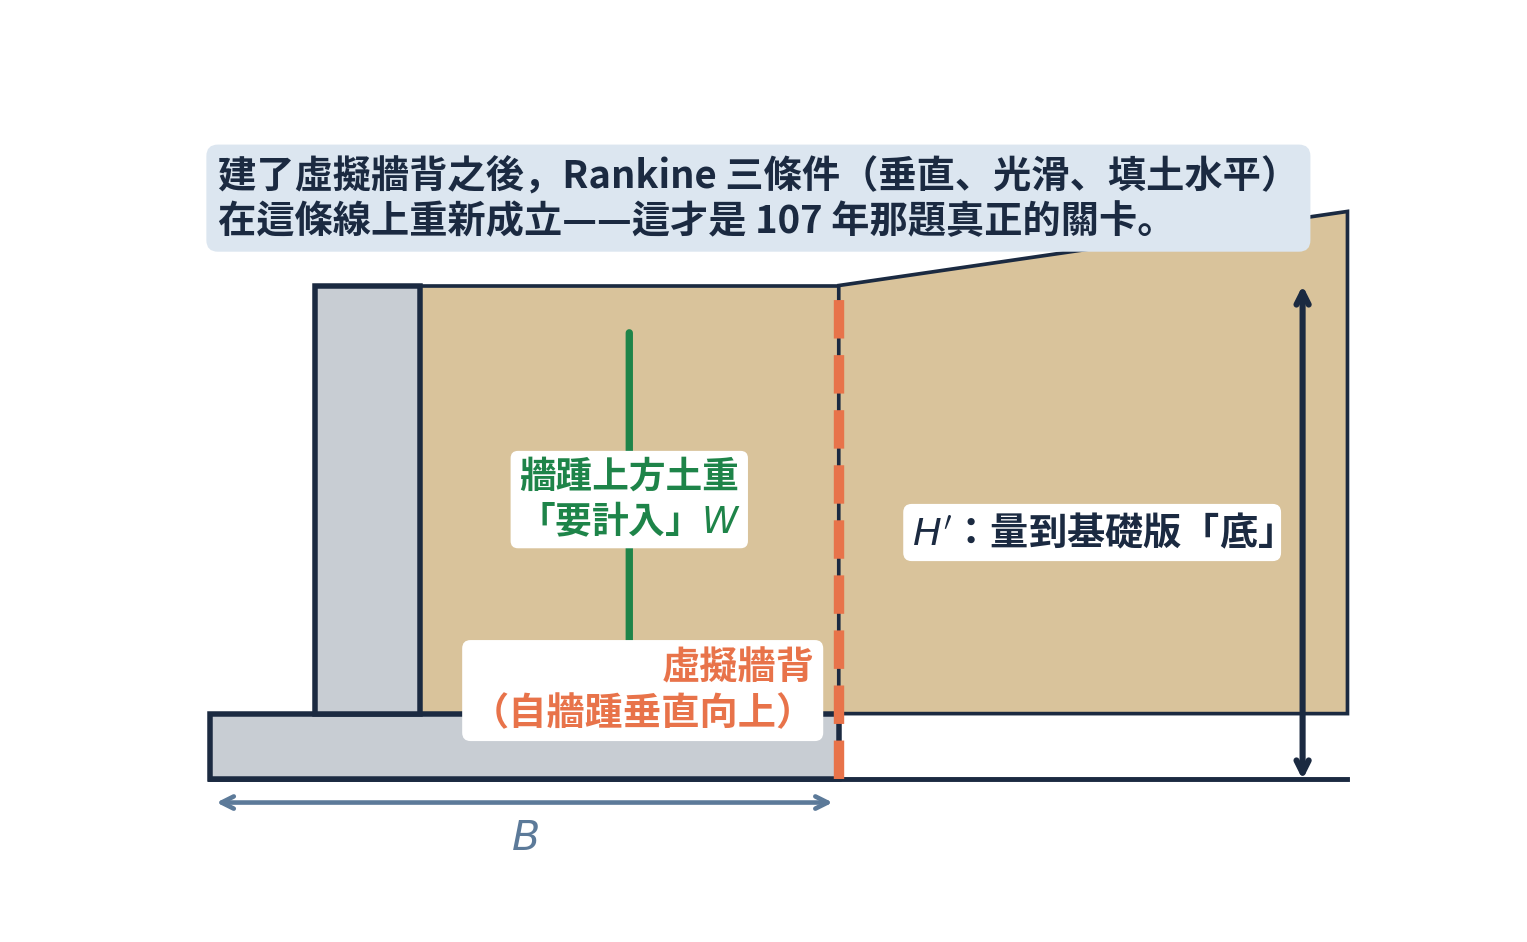 建了虛擬牆背之後，Rankine 三條件（垂直、光滑、填土水平）
在這條線上重新成立——這才是 107 年那題真正的關卡。
牆踵上方土重
「要計入」W
H′：量到基礎版「底」
虛擬牆背
（自牆踵垂直向上）
B